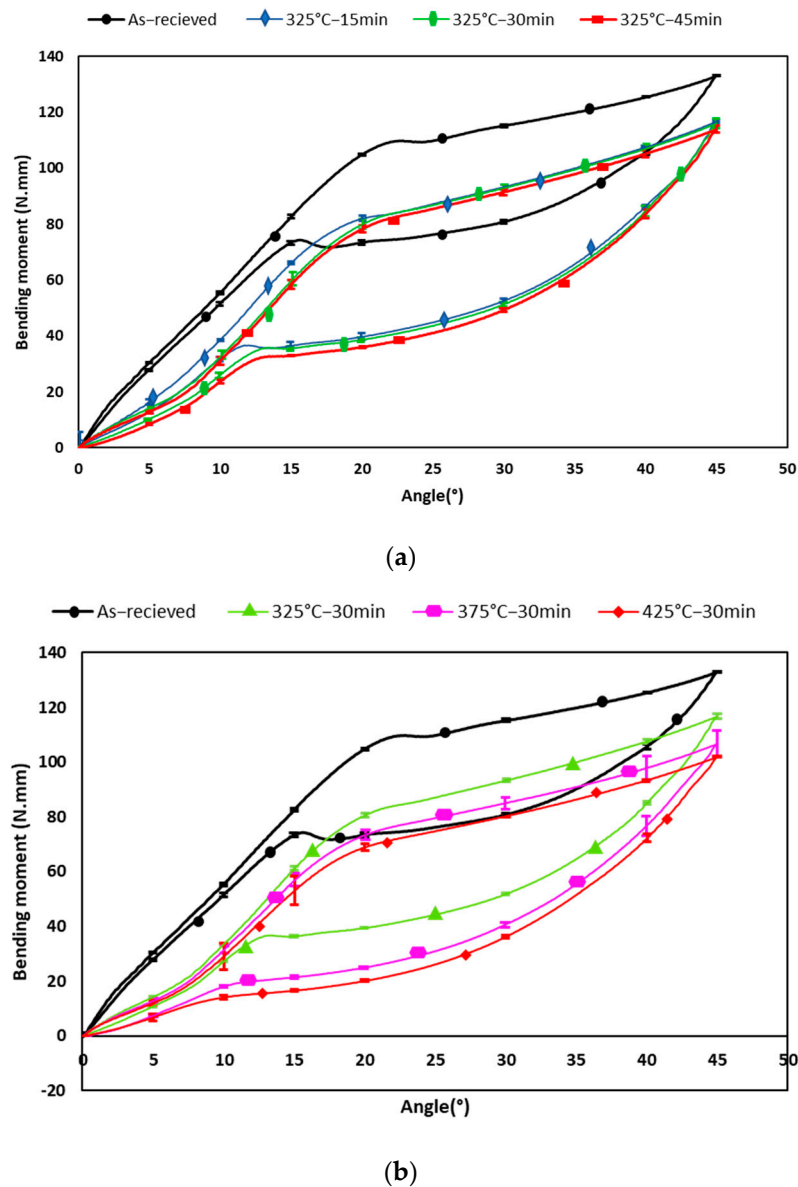 As–recieved 325°C–15min 325°C–30min 325°C–45min
140
120
100
80
60
40
20
0
Bending moment (N.mm)
0 5 10 15 20 25 30 35 40 45 50
Angle(°)
(a)
As–recieved 325°C–30min 375°C–30min 425°C–30min
140
120
100
80
60
40
20
0
-20
Bending moment (N.mm)
0 5 10 15 20 25 30 35 40 45 50
Angle(°)
(b)